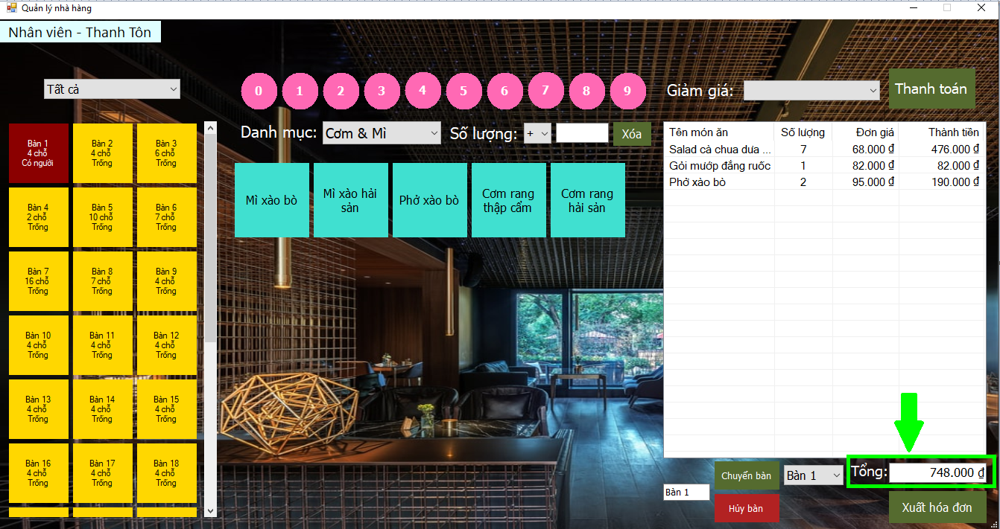 Quản lý nhà hàng
Nhân viên - Thanh Tôn
Tất cả
0 1 2 3 4 5 6 7 8 9
Giảm giá:
Thanh toán
Danh mục: Cơm & Mì Số lượng: + Xóa
Bàn 1
4 chỗ
Có người
Bàn 2
4 chỗ
Trống
Bàn 3
6 chỗ
Trống
Bàn 4
2 chỗ
Trống
Bàn 5
10 chỗ
Trống
Bàn 6
7 chỗ
Trống
Bàn 7
16 chỗ
Trống
Bàn 8
7 chỗ
Trống
Bàn 9
4 chỗ
Trống
Bàn 10
4 chỗ
Trống
Bàn 11
4 chỗ
Trống
Bàn 12
4 chỗ
Trống
Bàn 13
4 chỗ
Trống
Bàn 14
4 chỗ
Trống
Bàn 15
4 chỗ
Trống
Bàn 16
4 chỗ
Trống
Bàn 17
4 chỗ
Trống
Bàn 18
4 chỗ
Trống
Mì xào bò
Mì xào hải
sản
Phở xào bò
Cơm rang
thập cẩm
Cơm rang
hải sản
Tên món ăn Số lượng Đơn giá Thành tiền
Salad cà chua dưa ... 7 68.000 ₫ 476.000 ₫
Gỏi mướp đắng ruốc 1 82.000 ₫ 82.000 ₫
Phở xào bò 2 95.000 ₫ 190.000 ₫
Chuyển bàn
Bàn 1
Tổng: 748.000 ₫
Bàn 1
Hủy bàn
Xuất hóa đơn